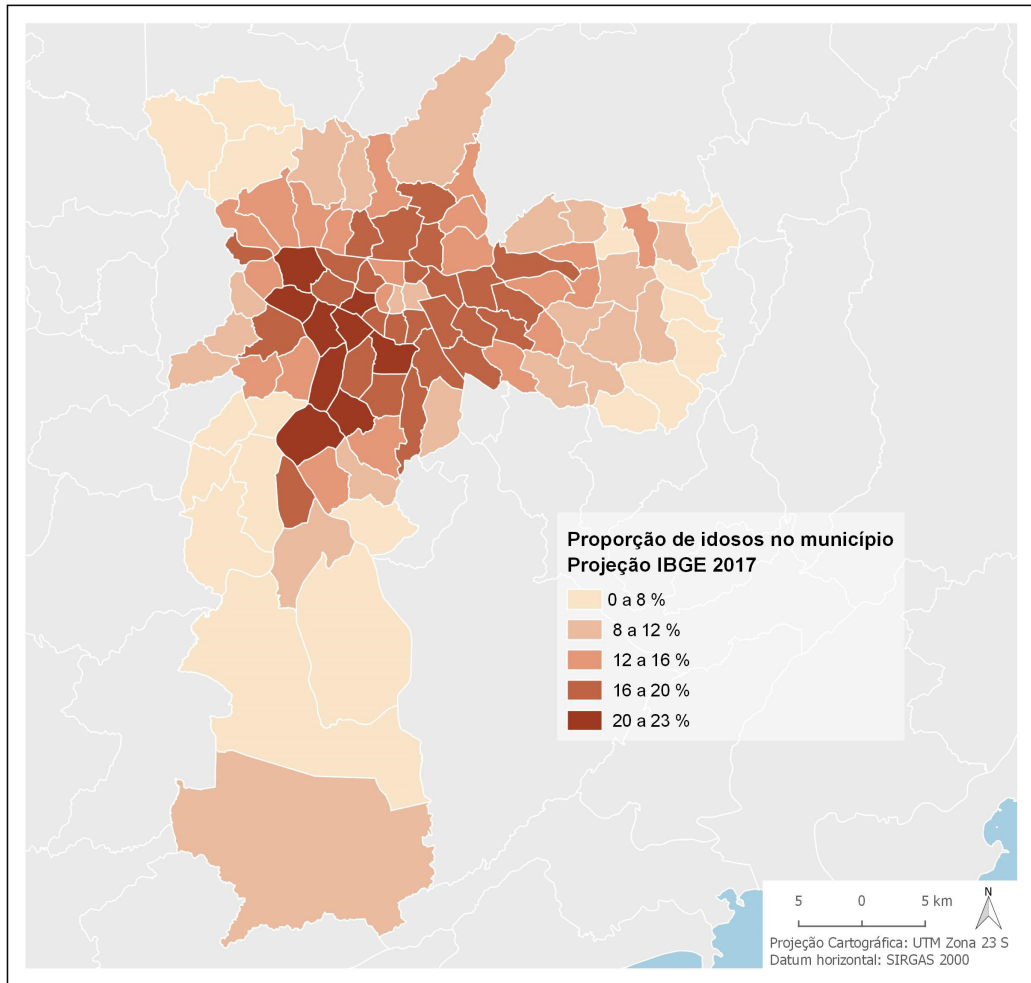 Proporção de idosos no município
Projeção IBGE 2017
0 a 8 %
8 a 12 %
12 a 16 %
16 a 20 %
20 a 23 %
N
5 0 5 km
Projeção Cartográfica: UTM Zona 23 S
Datum horizontal: SIRGAS 2000